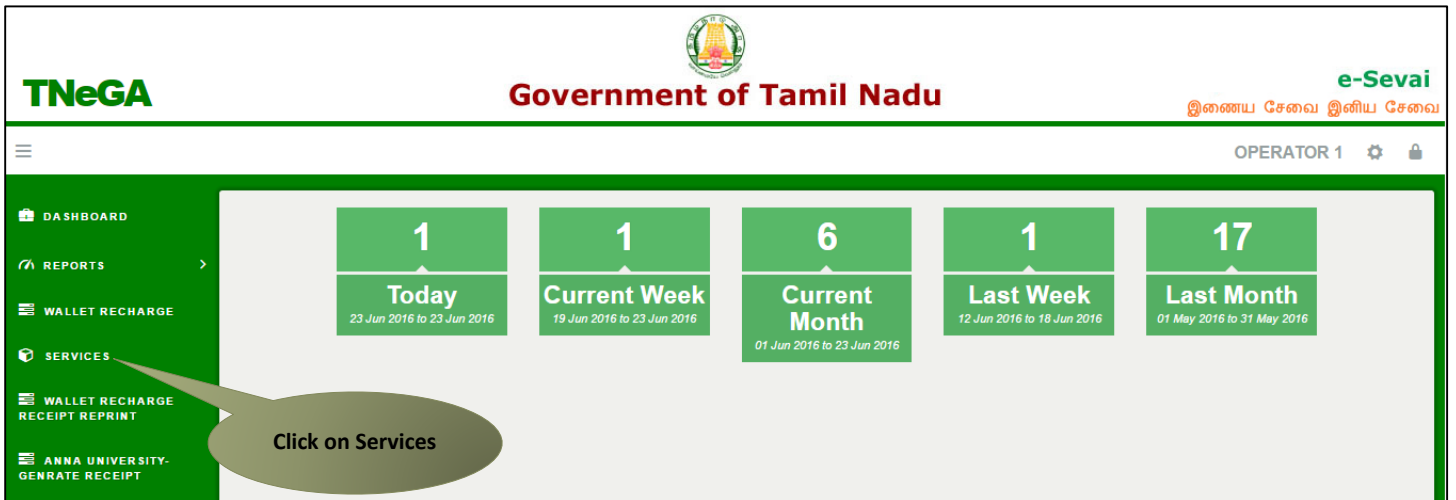 TNeGA
Government of Tamil Nadu
e-Sevai
இணைய சேவை இனிய சேவை
OPERATOR 1
DASHBOARD
REPORTS
WALLET RECHARGE
SERVICES
WALLET RECHARGE
RECEIPT REPRINT
ANNA UNIVERSITY-
GENRATE RECEIPT
1
Today
23 Jun 2016 to 23 Jun 2016
1
Current Week
19 Jun 2016 to 23 Jun 2016
6
Current
Month
01 Jun 2016 to 23 Jun 2016
1
Last Week
12 Jun 2016 to 18 Jun 2016
17
Last Month
01 May 2016 to 31 May 2016
Click on Services